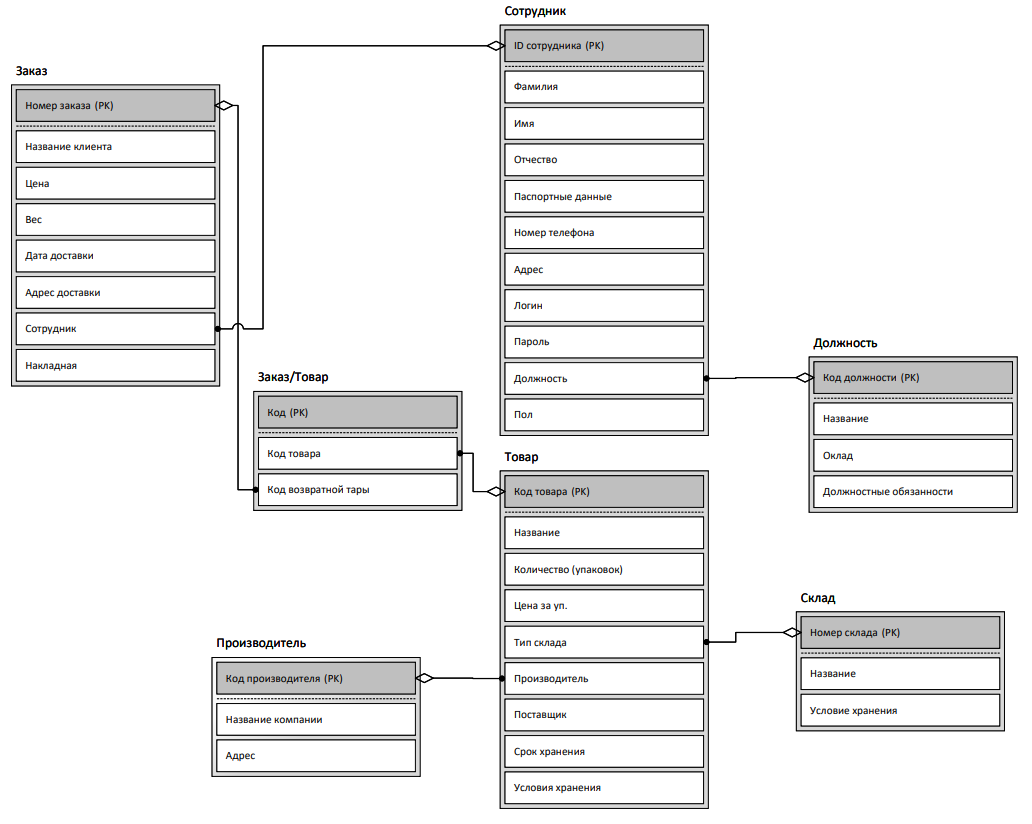 Сотрудник
ID сотрудника (PK)
Фамилия
Имя
Отчество
Паспортные данные
Номер телефона
Адрес
Логин
Пароль
Должность
Пол
Заказ
Номер заказа (PK)
Название клиента
Цена
Вес
Дата доставки
Адрес доставки
Сотрудник
Накладная
Должность
Код должности (PK)
Название
Оклад
Должностные обязанности
Заказ/Товар
Код (PK)
Код товара
Код возвратной тары
Товар
Код товара (PK)
Название
Количество (упаковок)
Цена за уп.
Тип склада
Производитель
Поставщик
Срок хранения
Условия хранения
Склад
Номер склада (PK)
Название
Условие хранения
Производитель
Код производителя (PK)
Название компании
Адрес